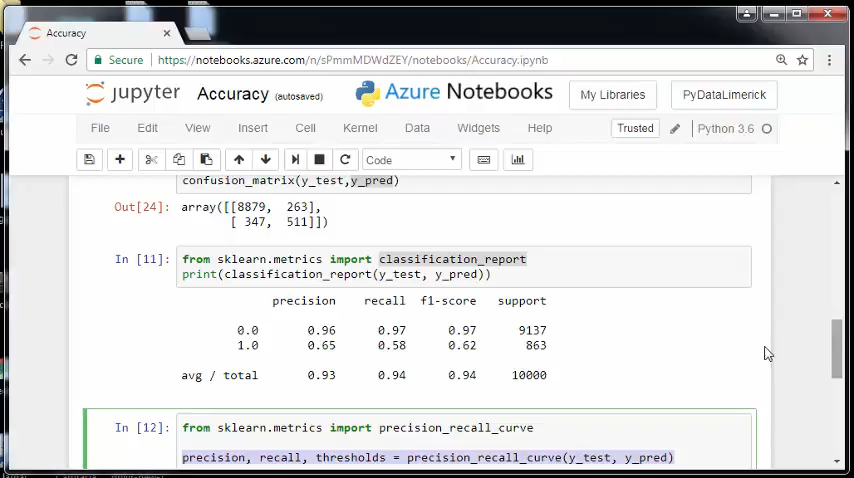 Accuracy
Secure https://notebooks.azure.com/n/sPmmMDWdZEY/notebooks/Accuracy.ipynb
jupyter Accuracy (autosaved) Azure Notebooks My Libraries PyDataLimerick
File Edit View Insert Cell Kernel Data Widgets Help Trusted Python 3.6
Code
confusion_matrix(y_test,y_pred)
Out[24]: array([[8879, 263],
[ 347, 511]])
In [11]: from sklearn.metrics import classification_report
print(classification_report(y_test, y_pred))
precision recall f1-score support
0.0 0.96 0.97 0.97 9137
1.0 0.65 0.58 0.62 863
avg / total 0.93 0.94 0.94 10000
In [12]: from sklearn.metrics import precision_recall_curve
precision, recall, thresholds = precision_recall_curve(y_test, y_pred)